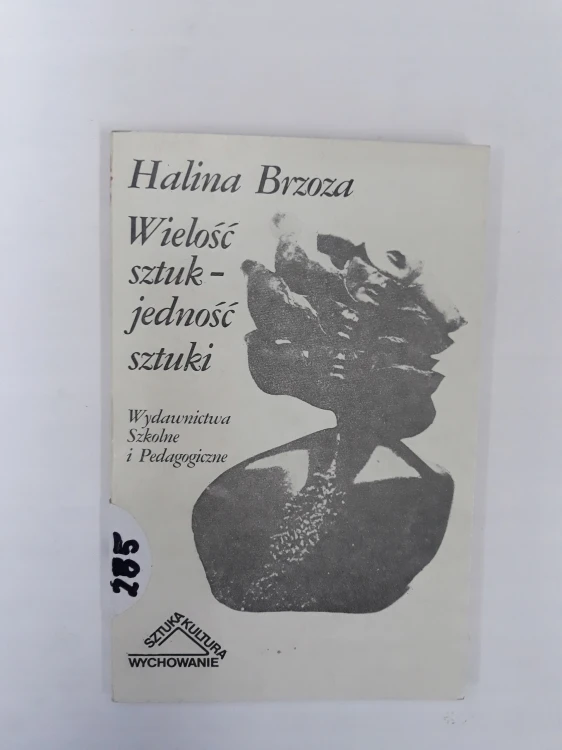 Halina Brzoza
Wielość
sztuk –
jedność
sztuki
Wydawnictwa
Szkolne
i Pedagogiczne
285
SZTUKA KULTURA
WYCHOWANIE